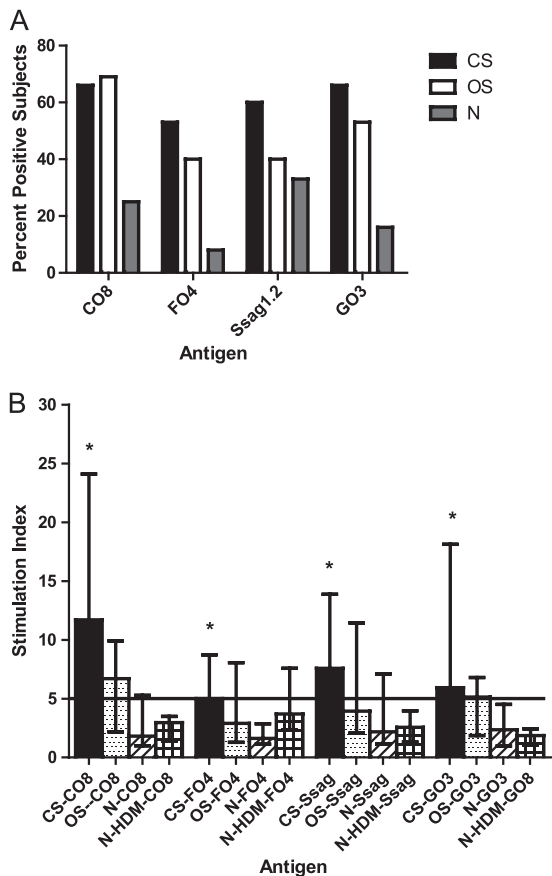 A
Percent Positive Subjects
80
60
40
20
0
CO8
FO4
Ssag1.2
GO3
Antigen
CS
OS
N
B
Stimulation Index
30
25
20
15
10
5
0
*
*
*
*
CS-CO8
OS--CO8
N-CO8
N-HDM-CO8
CS-FO4
OS-FO4
N-FO4
N-HDM-FO4
CS-Ssag
OS-Ssag
N-Ssag
N-HDM-Ssag
CS-GO3
OS-GO3
N-GO3
N-HDM-GO8
Antigen